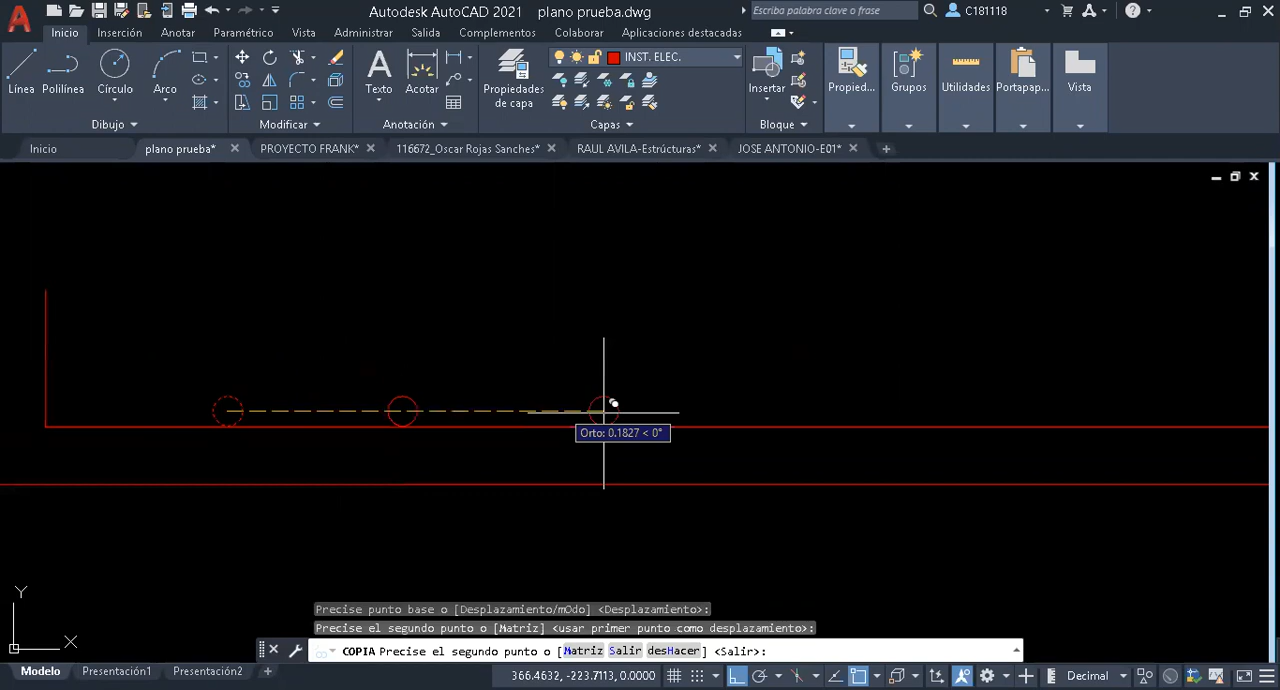 Autodesk AutoCAD 2021 plano prueba.dwg
Escriba palabra clave o frase
C181118
Inicio Inserción Anotar Paramétrico Vista Administrar Salida Complementos Colaborar Aplicaciones destacadas
INST. ELEC.
Línea Polilínea Círculo Arco
Texto Acotar
Propiedades de capa
Insertar
Propied... Grupos Utilidades Portapap... Vista
Dibujo Modificar Anotación Capas Bloque
Inicio plano prueba* PROYECTO FRANK* 116672_Oscar Rojas Sanches* RAUL AVILA-Estrúcturas* JOSE ANTONIO-E01*
Orto: 0.1827 < 0°
Y
X
Precise punto base o [Desplazamiento/mOdo] <Desplazamiento>:
Precise el segundo punto o [Matriz] <usar primer punto como desplazamiento>:
COPIA Precise el segundo punto o [Matriz Salir desHacer] <Salir>:
Modelo Presentación1 Presentación2
366.4632, -223.7113, 0.0000
Decimal